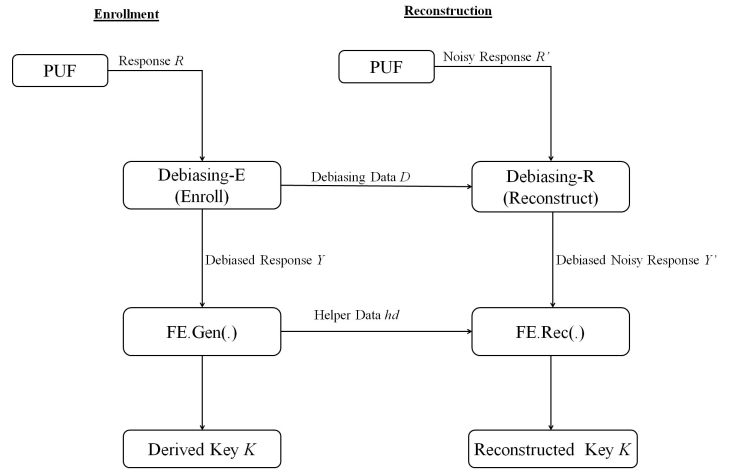 Enrollment
Reconstruction
PUF
Response R
PUF
Noisy Response R'
Debiasing-E
(Enroll)
Debiasing Data D
Debiasing-R
(Reconstruct)
Debiased Response Y
Debiased Noisy Response Y'
FE.Gen(.)
Helper Data hd
FE.Rec(.)
Derived Key K
Reconstructed Key K